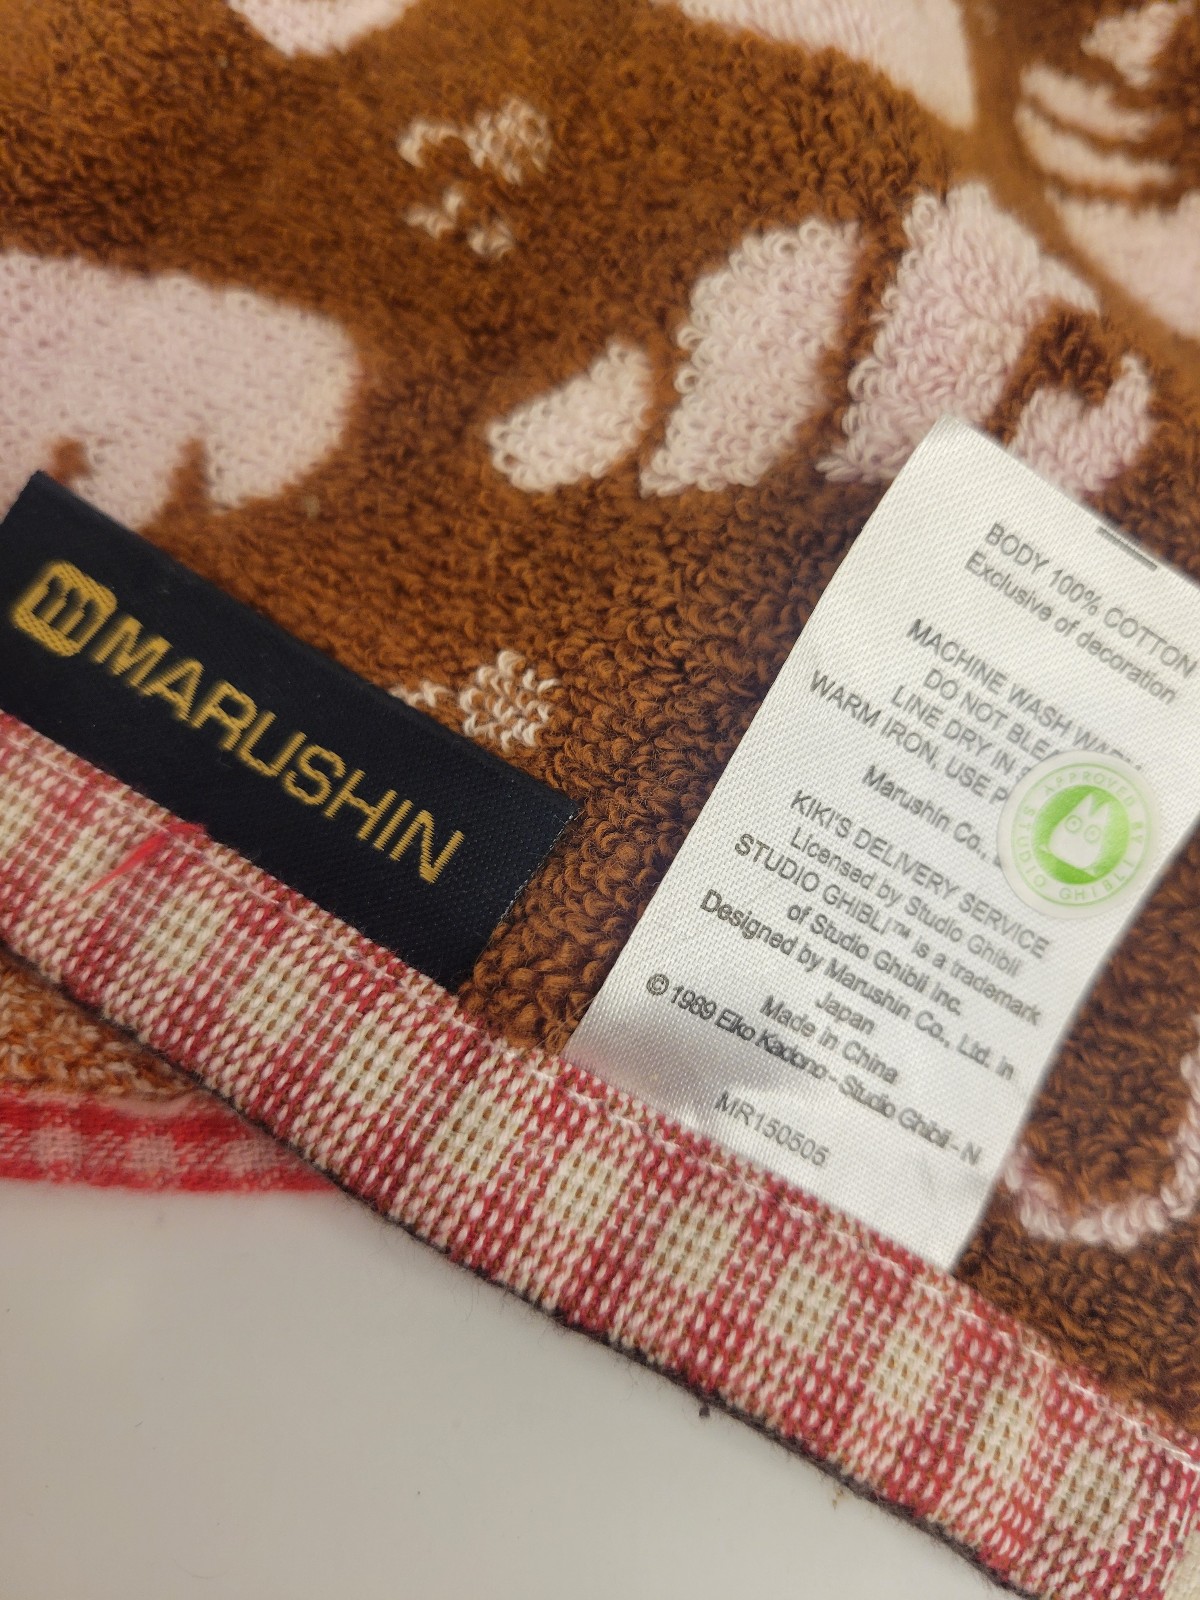 MARUSHIN
BODY 100% COTTON
Exclusive of decoration
MACHINE WASH WARM
DO NOT
LINE DRY IN
WARM IRON, USE
Marushin Co.,
KIKI'S DELIVERY SERVICE
Licensed by Studio Ghibli
STUDIO GHIBLI™ is a trademark
of Studio Ghibli Inc.
Designed by Marushin Co., Ltd. in
Japan
Made in China
© 1989 Eiko Kadono - Studio Ghibli - N
MR150505
APPROVED BY
STUDIO GHIBLI